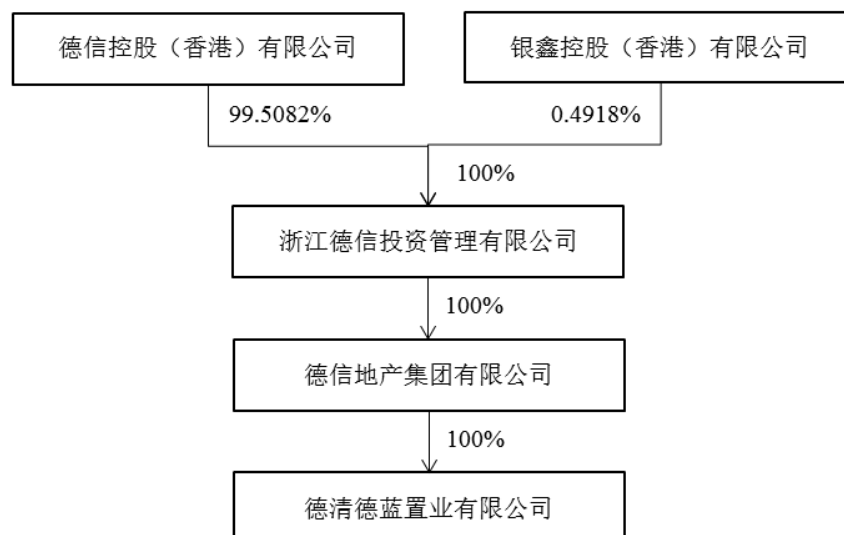 德信控股（香港）有限公司
银鑫控股（香港）有限公司
99.5082%
0.4918%
100%
浙江德信投资管理有限公司
100%
德信地产集团有限公司
100%
德清德蓝置业有限公司